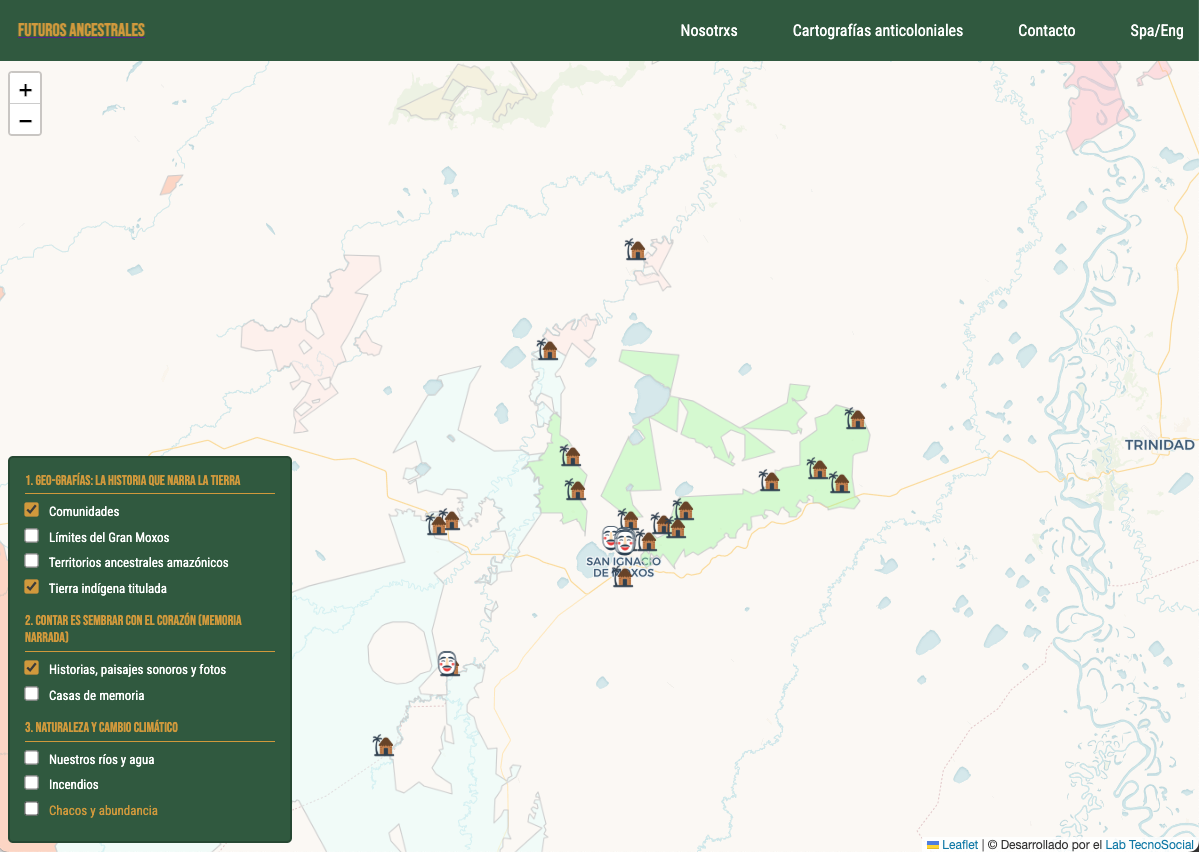 FUTUROS ANCESTRALES
Nosotrxs
Cartografías anticoloniales
Contacto
Spa/Eng
+
−
TRINIDAD
SAN IGNACIO
DE MOXOS
1. GEO-GRAFÍAS: LA HISTORIA QUE NARRA LA TIERRA
Comunidades
Límites del Gran Moxos
Territorios ancestrales amazónicos
Tierra indígena titulada
2. CONTAR ES SEMBRAR CON EL CORAZÓN (MEMORIA
NARRADA)
Historias, paisajes sonoros y fotos
Casas de memoria
3. NATURALEZA Y CAMBIO CLIMÁTICO
Nuestros ríos y agua
Incendios
Chacos y abundancia
Leaflet | © Desarrollado por el Lab TecnoSocial